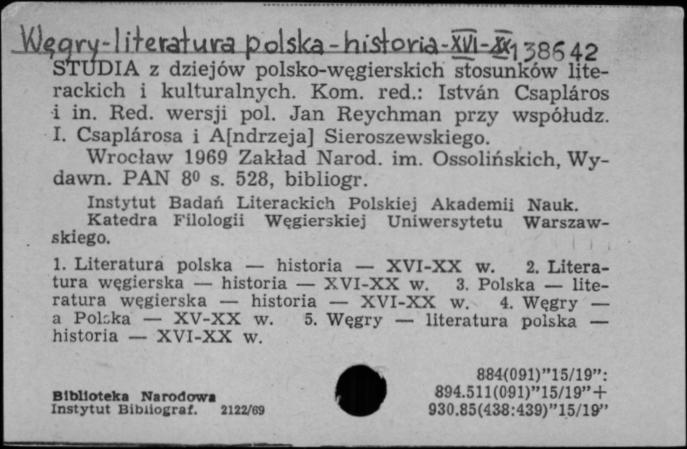 Węgry-literatura polska-historia-XVI-XX 138642
STUDIA z dziejów polsko-węgierskich stosunków lite-
rackich i kulturalnych. Kom. red.: István Csapláros
i in. Red. wersji pol. Jan Reychman przy współudz.
I. Csaplárosa i A[ndrzeja] Sieroszewskiego.
Wrocław 1969 Zakład Narod. im. Ossolińskich, Wy-
dawn. PAN 8⁰ s. 528, bibliogr.
Instytut Badań Literackich Polskiej Akademii Nauk.
Katedra Filologii Węgierskiej Uniwersytetu Warszaw-
skiego.
1. Literatura polska — historia — XVI-XX w. 2. Litera-
tura węgierska — historia — XVI-XX w. 3. Polska — lite-
ratura węgierska — historia — XVI-XX w. 4. Węgry —
a Polska — XV-XX w. 5. Węgry — literatura polska —
historia — XVI-XX w.
884(091)"15/19":
Biblioteka Narodowa 894.511(091)"15/19"+
Instytut Bibliograf. 2122/69 930.85(438:439)"15/19"